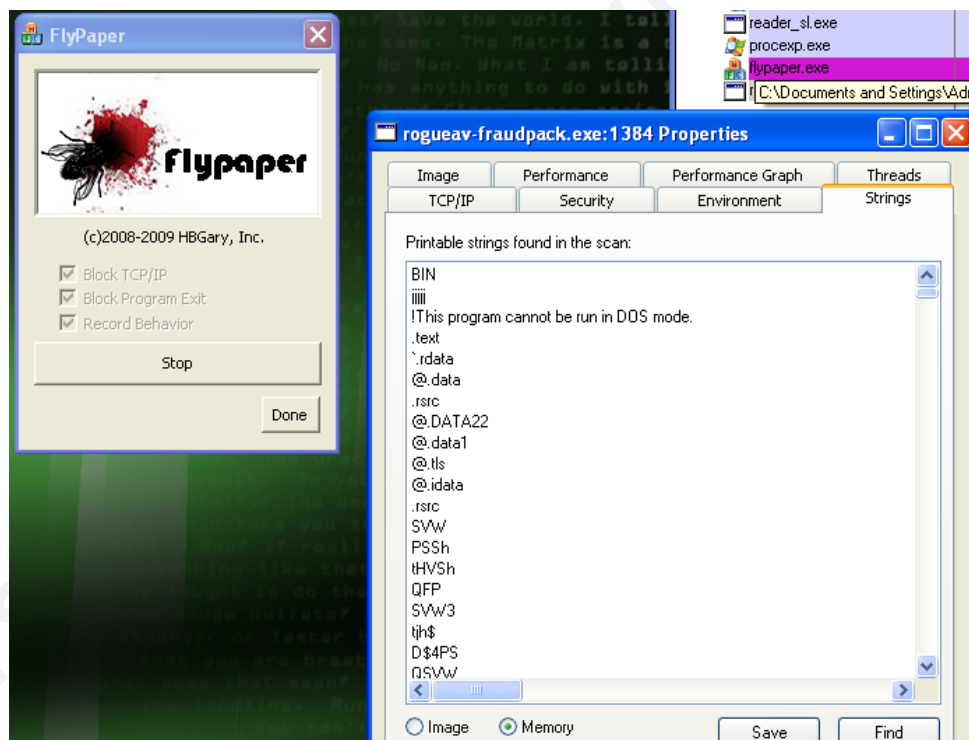 FlyPaper
Flypaper
(c)2008-2009 HBGary, Inc.
Block TCP/IP
Block Program Exit
Record Behavior
Stop
Done
reader_sl.exe
procexp.exe
flypaper.exe
C:\Documents and Settings\Adm
rogueav-fraudpack.exe:1384 Properties
Image
Performance
Performance Graph
Threads
TCP/IP
Security
Environment
Strings
Printable strings found in the scan:
BIN
iiiii
!This program cannot be run in DOS mode.
.text
`.rdata
@.data
.rsrc
@.DATA22
@.data1
@.tls
@.idata
.rsrc
SVW
PSSh
tHVSh
QFP
SVW3
tjh$
D$4PS
QSVW
Image
Memory
Save
Find